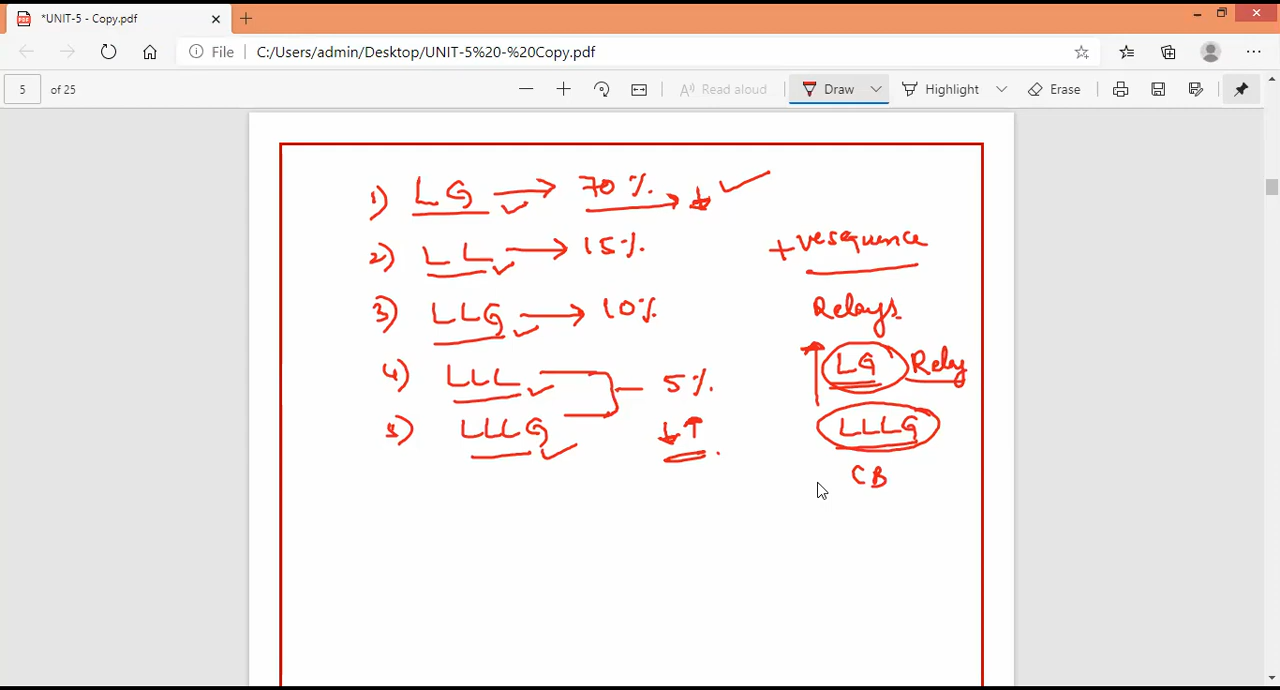 *UNIT-5 - Copy.pdf
File C:/Users/admin/Desktop/UNIT-5%20-%20Copy.pdf
5 of 25
Read aloud
Draw
Highlight
Erase
1) LG → 70 % ↓ ✓
2) LL → 15 %
3) LLG → 10 %
4) LLL 5 %
5) LLLG ↓↑
+ve sequence
Relays
↑ LG Relay
LLLG
CB